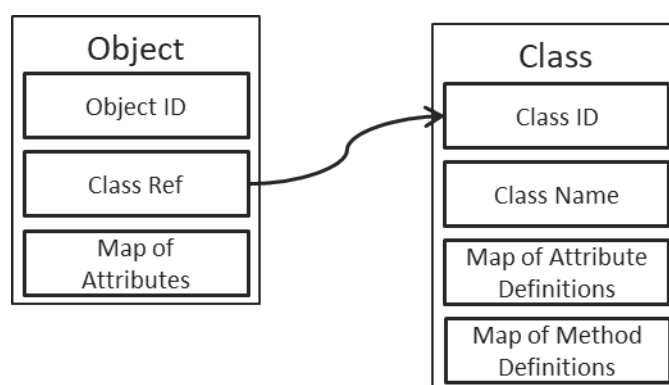 Object
Object ID
Class Ref
Map of
Attributes
Class
Class ID
Class Name
Map of Attribute
Definitions
Map of Method
Definitions